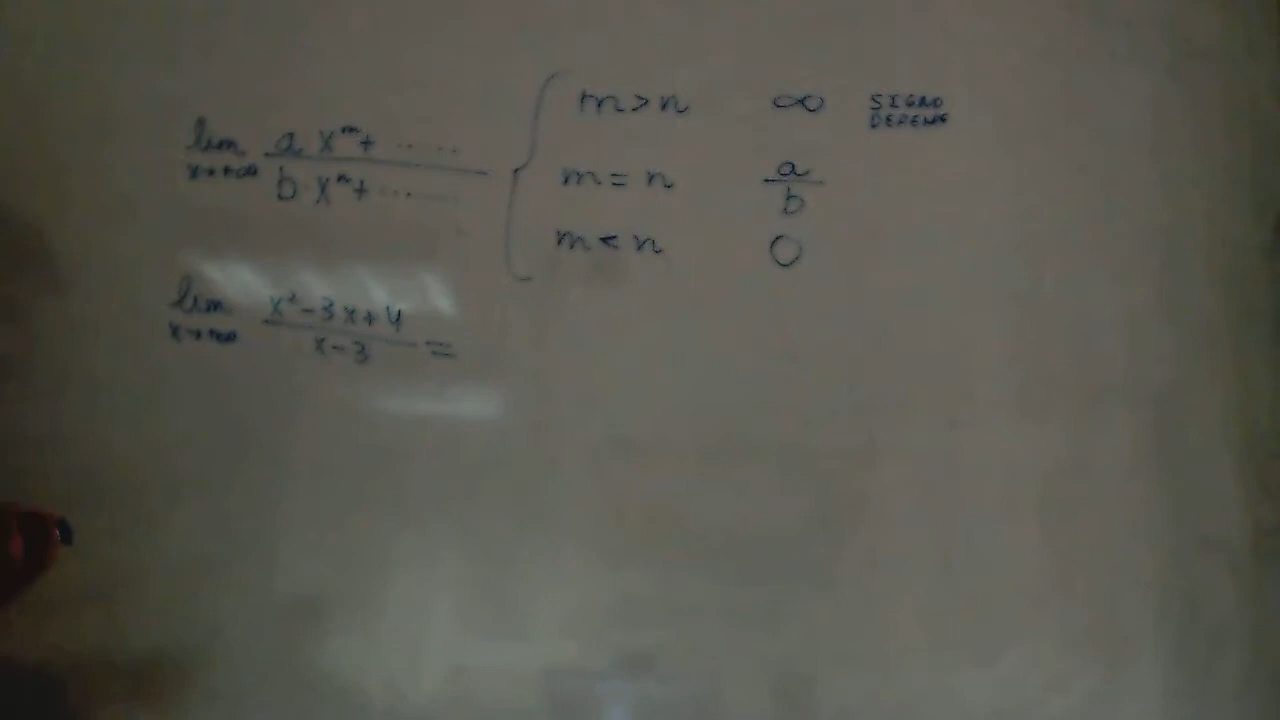 lim a x^m + ..... / b x^n + .....
x→+∞
m > n ∞ SIGNO DEPENDE
m = n a/b
m < n 0
lim x² - 3x + 4 / x - 3 =
x→+∞